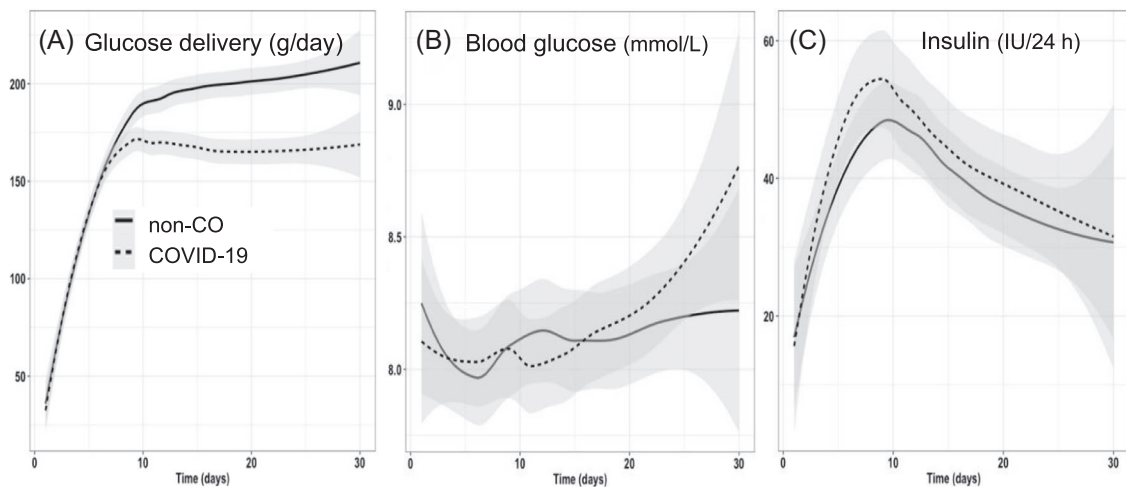 (A) Glucose delivery (g/day)
200
150
100
50
non-CO
COVID-19
0 10 20 30
Time (days)
(B) Blood glucose (mmol/L)
9.0
8.5
8.0
0 10 20 30
Time (days)
(C) Insulin (IU/24 h)
60
40
20
0 10 20 30
Time (days)